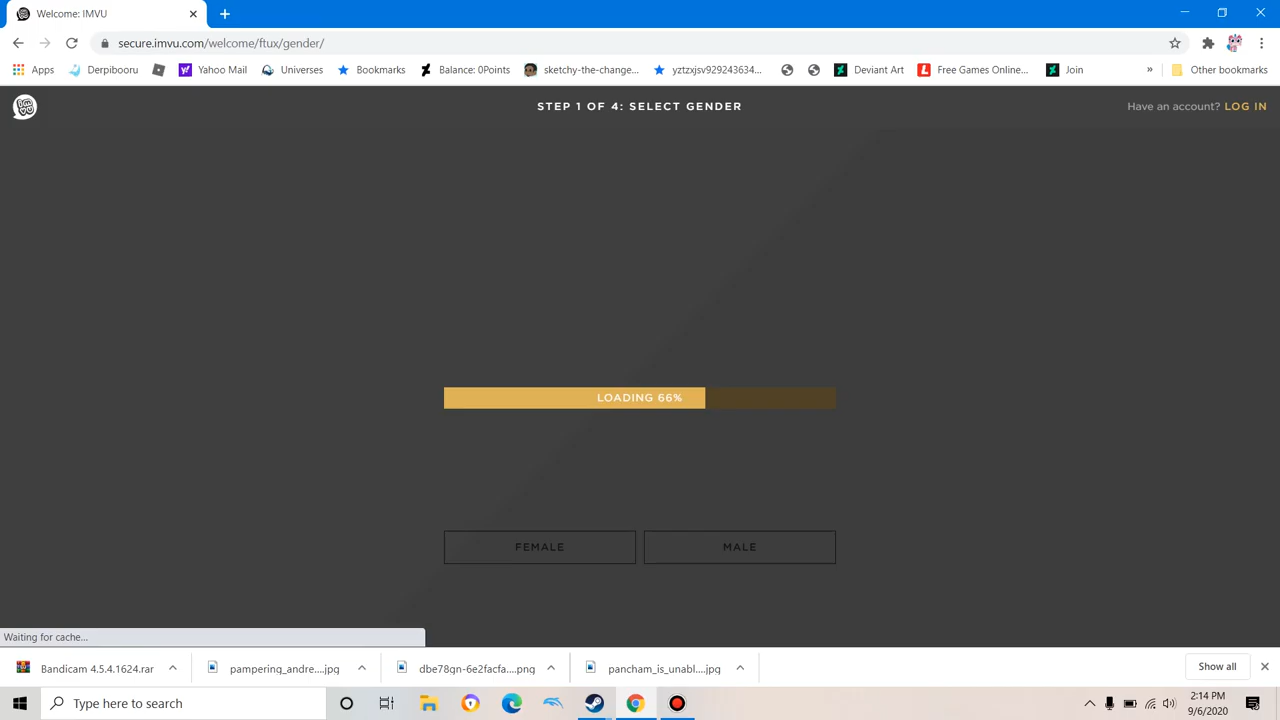 Welcome: IMVU
secure.imvu.com/welcome/ftux/gender/
Apps Derpibooru Yahoo Mail Universes Bookmarks Balance: 0Points sketchy-the-change... yztzxjsv929243634... Deviant Art Free Games Online... Join » Other bookmarks
STEP 1 OF 4: SELECT GENDER
Have an account? LOG IN
LOADING 66%
FEMALE MALE
Waiting for cache...
Bandicam 4.5.4.1624.rar pampering_andre....jpg dbe78gn-6e2facfa....png pancham_is_unabl....jpg Show all
Type here to search
2:14 PM
9/6/2020